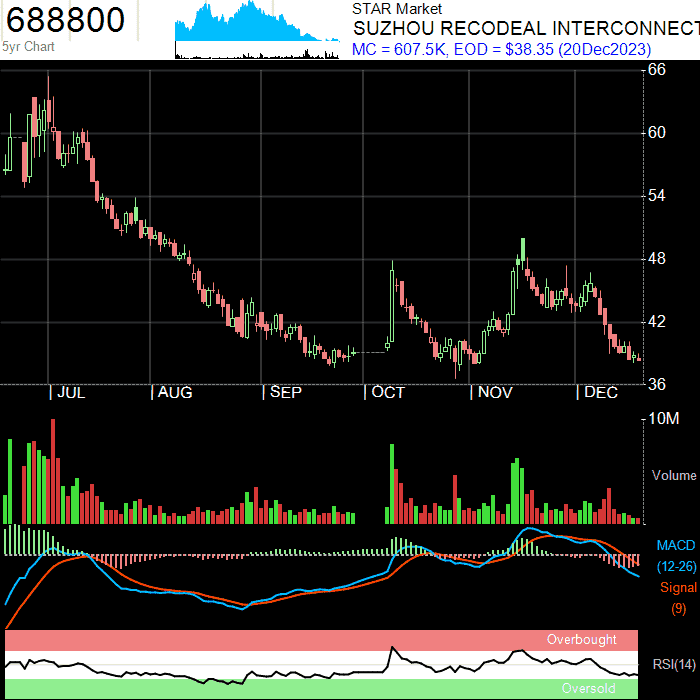 688800
5yr Chart
STAR Market
SUZHOU RECODEAL INTERCONNECT
MC = 607.5K, EOD = $38.35 (20Dec2023)
66
60
54
48
42
36
| JUL | AUG | SEP | OCT | NOV | DEC
10M
Volume
MACD
(12-26)
Signal
(9)
Overbought
RSI(14)
Oversold